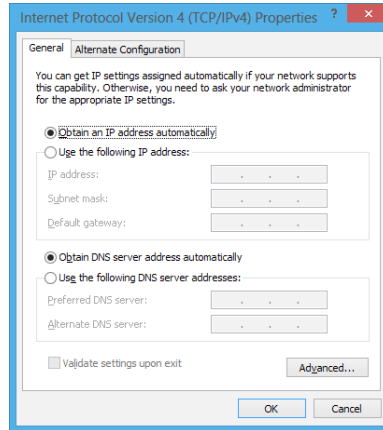 Internet Protocol Version 4 (TCP/IPv4) Properties ? x
General Alternate Configuration
You can get IP settings assigned automatically if your network supports
this capability. Otherwise, you need to ask your network administrator
for the appropriate IP settings.
Obtain an IP address automatically
Use the following IP address:
IP address: . . .
Subnet mask: . . .
Default gateway: . . .
Obtain DNS server address automatically
Use the following DNS server addresses:
Preferred DNS server: . . .
Alternate DNS server: . . .
Validate settings upon exit
Advanced...
OK Cancel